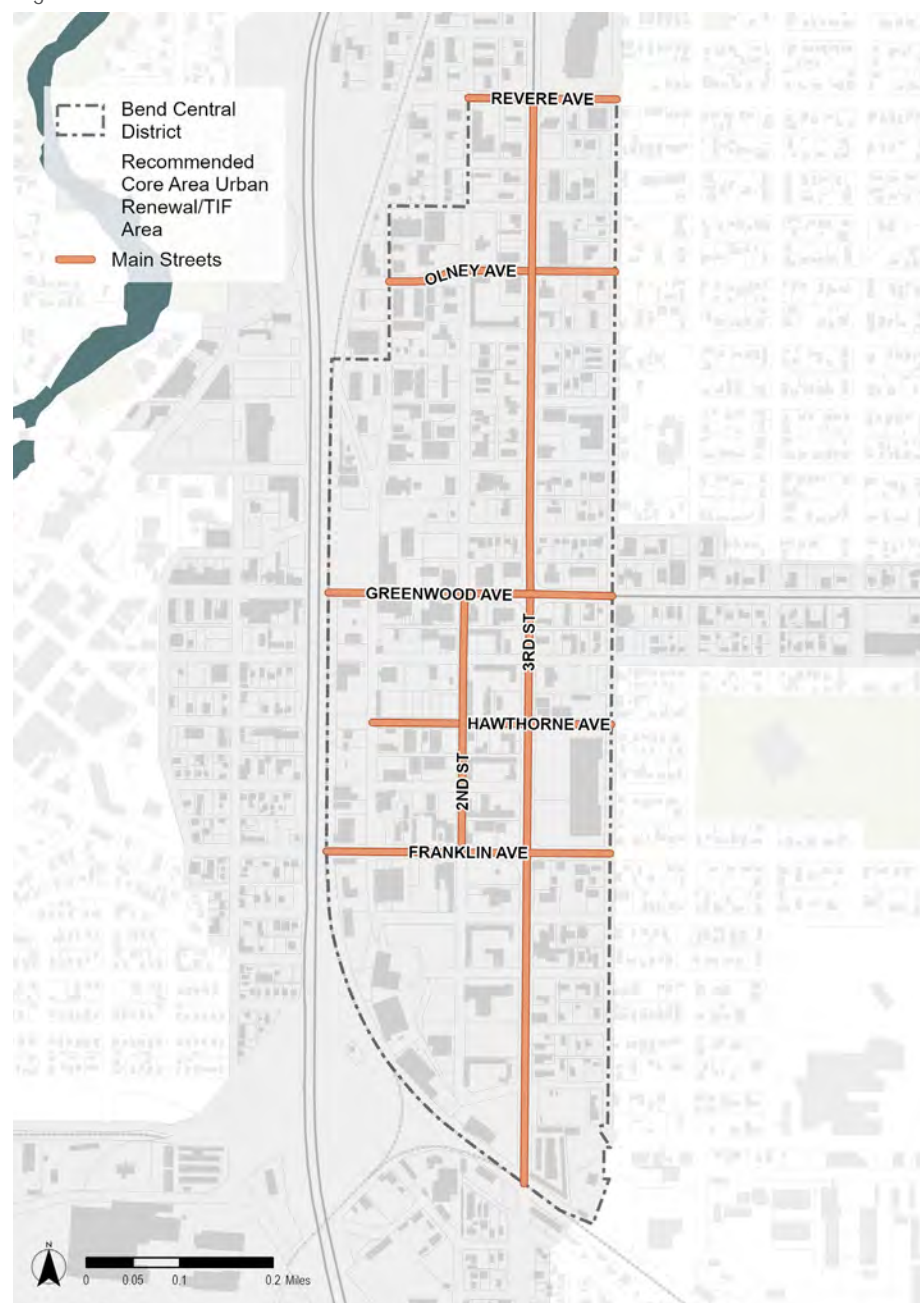 Bend Central
District
Recommended
Core Area Urban
Renewal/TIF
Area
Main Streets
REVERE AVE
OLNEY AVE
GREENWOOD AVE
3RD ST
HAWTHORNE AVE
2ND ST
FRANKLIN AVE
N
0 0.05 0.1 0.2 Miles